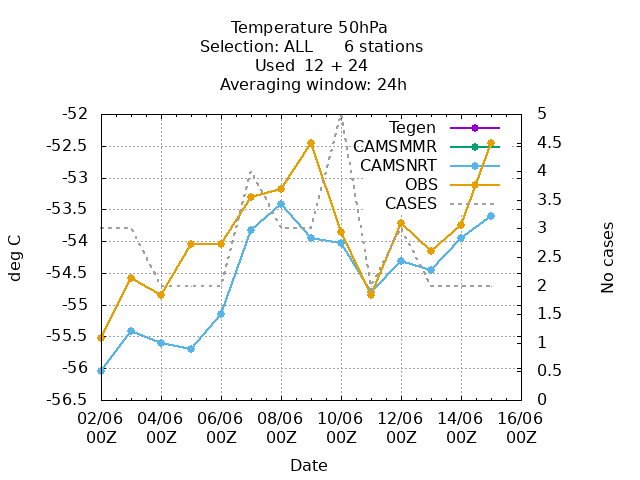 Temperature 50hPa
Selection: ALL 6 stations
Used 12 + 24
Averaging window: 24h
-52
-52.5
-53
-53.5
-54
-54.5
-55
-55.5
-56
-56.5
deg C
5
4.5
4
3.5
3
2.5
2
1.5
1
0.5
0
No cases
Tegen
CAMSMMR
CAMSNRT
OBS
CASES
02/06 04/06 06/06 08/06 10/06 12/06 14/06 16/06
00Z 00Z 00Z 00Z 00Z 00Z 00Z 00Z
Date